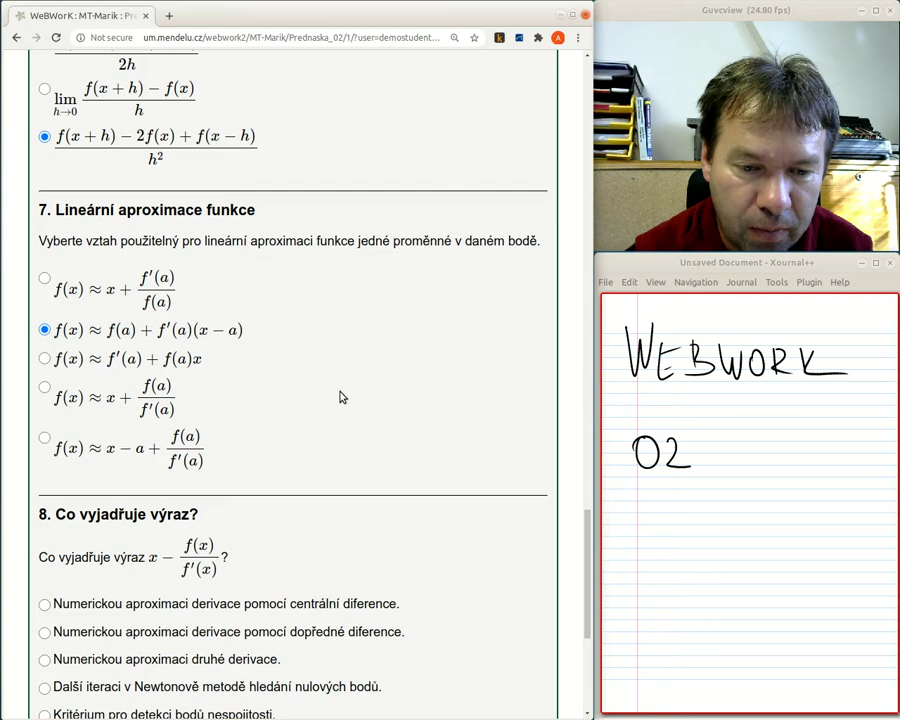 WeBWorK : MT-Marik : Pre
Guvcview (24.80 fps)
Not secure
um.mendelu.cz/webwork2/MT-Marik/Prednaska_02/1/?user=demostudent...
A
2h
lim h→0 f(x + h) − f(x) / h
f(x + h) − 2f(x) + f(x − h) / h²
7. Lineární aproximace funkce
Vyberte vztah použitelný pro lineární aproximaci funkce jedné proměnné v daném bodě.
f(x) ≈ x + f′(a) / f(a)
f(x) ≈ f(a) + f′(a)(x − a)
f(x) ≈ f′(a) + f(a)x
f(x) ≈ x + f(a) / f′(a)
f(x) ≈ x − a + f(a) / f′(a)
8. Co vyjadřuje výraz?
Co vyjadřuje výraz x − f(x) / f′(x) ?
Numerickou aproximaci derivace pomocí centrální diference.
Numerickou aproximaci derivace pomocí dopředné diference.
Numerickou aproximaci druhé derivace.
Další iteraci v Newtonově metodě hledání nulových bodů.
Kritérium pro detekci bodů nespojitosti.
Unsaved Document - Xournal++
File Edit View Navigation Journal Tools Plugin Help
WEBWORK
02